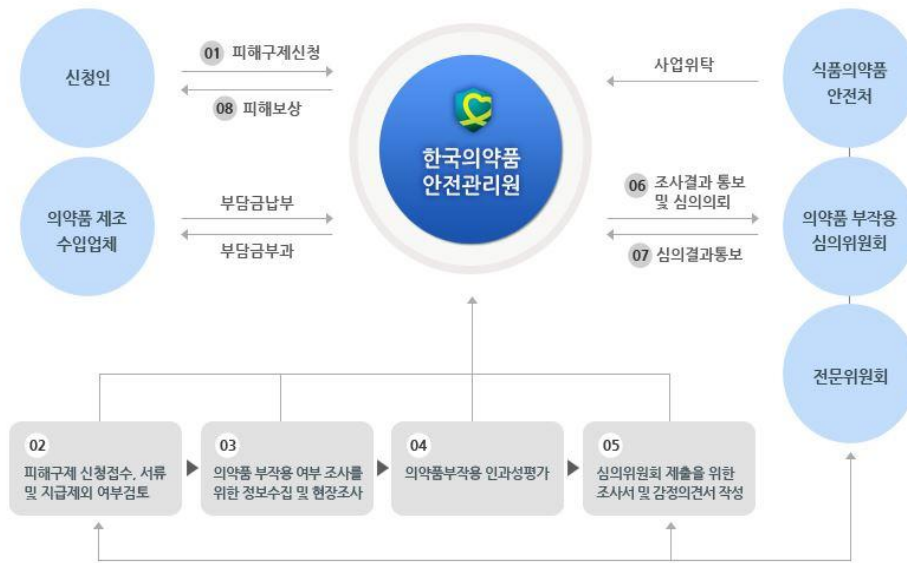 신청인
01 피해구제신청
08 피해보상
한국의약품
안전관리원
사업위탁
식품의약품
안전처
의약품 제조
수입업체
부담금납부
부담금부과
06 조사결과 통보
및 심의의뢰
07 심의결과통보
의약품 부작용
심의위원회
전문위원회
02
피해구제 신청접수, 서류
및 지급제외 여부검토
03
의약품 부작용 여부 조사를
위한 정보수집 및 현장조사
04
의약품부작용 인과성평가
05
심의위원회 제출을 위한
조사서 및 감정의견서 작성